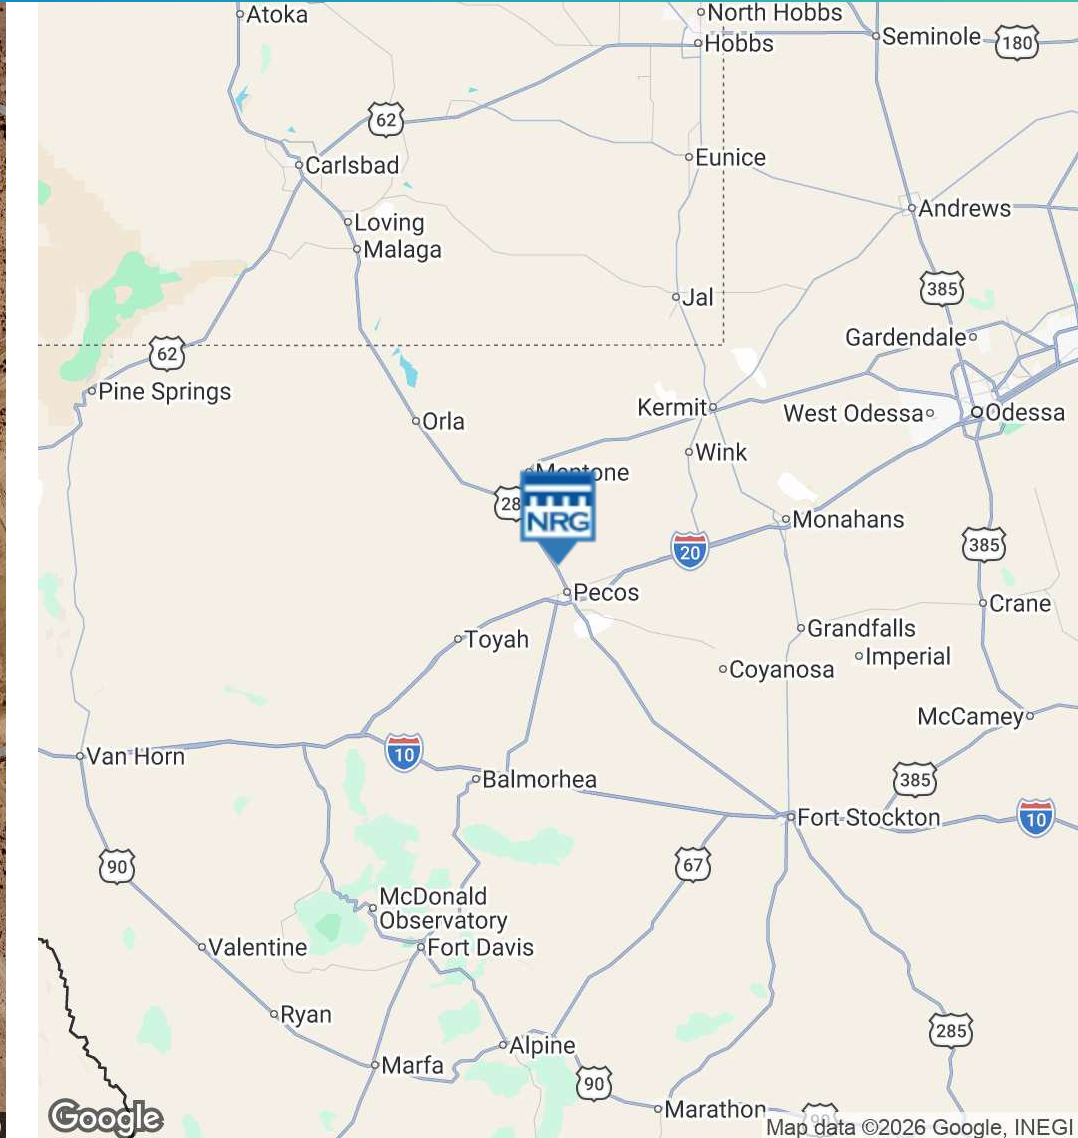 Atoka
North Hobbs
Hobbs
Seminole
180
62
Carlsbad
Eunice
Loving
Andrews
Malaga
Jal
385
Gardendale
62
Pine Springs
Kermit
West Odessa
Odessa
Orla
Wink
Mentone
28
NRG
Monahans
20
385
Pecos
Crane
Grandfalls
Toyah
Imperial
Coyanosa
McCamey
Van Horn
10
Balmorhea
385
Fort Stockton
10
90
67
McDonald
Observatory
Valentine
Fort Davis
Ryan
285
Alpine
Marfa
90
Marathon
90
Google
Map data ©2026 Google, INEGI